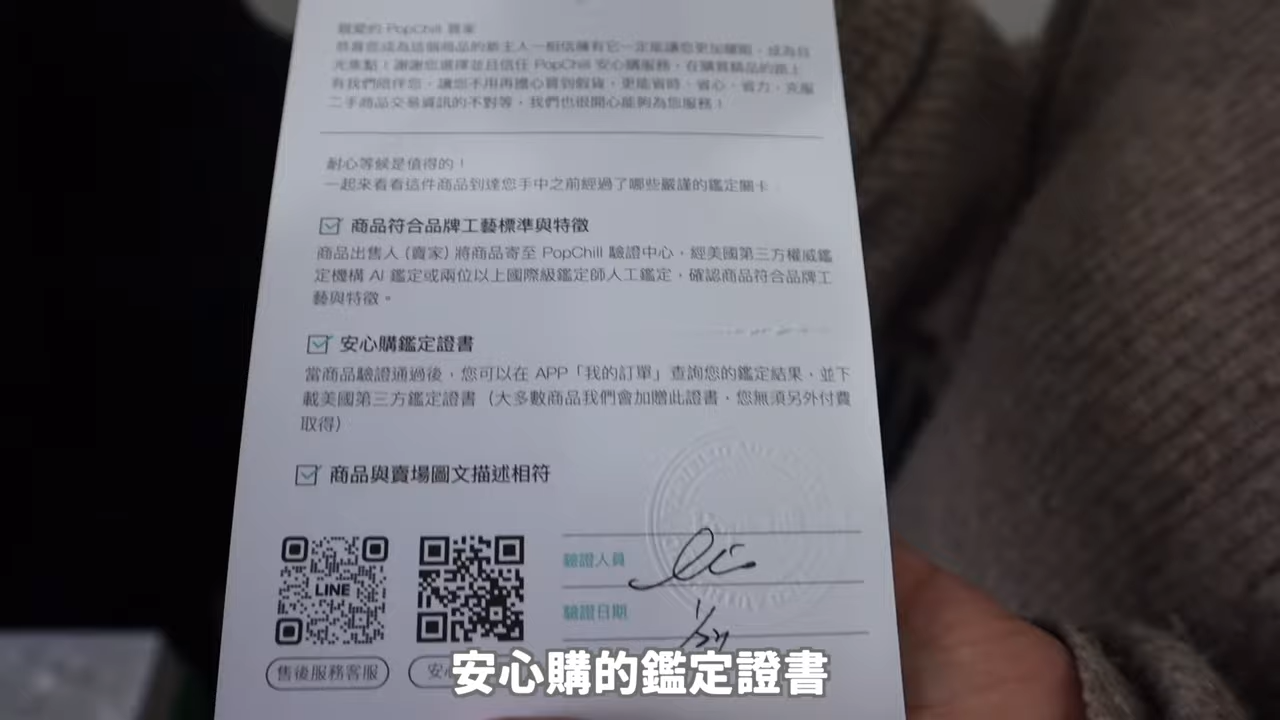 親愛的 PopChill 買家
恭喜您成為這個商品的新主人－相信擁有它一定能讓您更加耀眼，成為目
光焦點！謝謝您選擇並且信任 PopChill 安心購服務，在購買精品的路上
有我們陪伴您，讓您不用再擔心買到假貨，更能省時、省心、省力，克服
二手商品交易資訊的不對等，我們也很開心能夠為您服務！
耐心等候是值得的！
一起來看看這件商品到達您手中之前經過了哪些嚴謹的鑑定關卡
商品符合品牌工藝標準與特徵
商品出售人 (賣家) 將商品寄至 PopChill 驗證中心，經美國第三方權威鑑
定機構 AI 鑑定或兩位以上國際級鑑定師人工鑑定，確認商品符合品牌工
藝與特徵。
安心購鑑定證書
當商品驗證通過後，您可以在 APP「我的訂單」查詢您的鑑定結果，並下
載美國第三方鑑定證書 (大多數商品我們會加贈此證書，您無須另外付費
取得)
商品與賣場圖文描述相符
LINE
驗證人員
驗證日期
售後服務客服
安心
安心購的鑑定證書